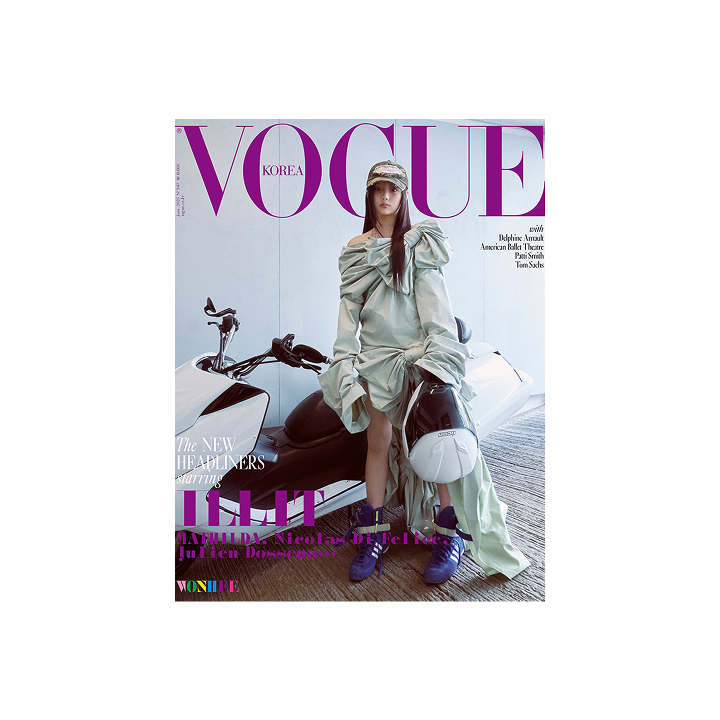 VOGUE
KOREA
with
Delphine Arnault
American Ballet Theatre
Patti Smith
Tom Sachs
The NEW
HEADLINERS
starring
ILLIT
MATHILDA, Nicolas Di Felice,
Julien Dossena…
WONHEE